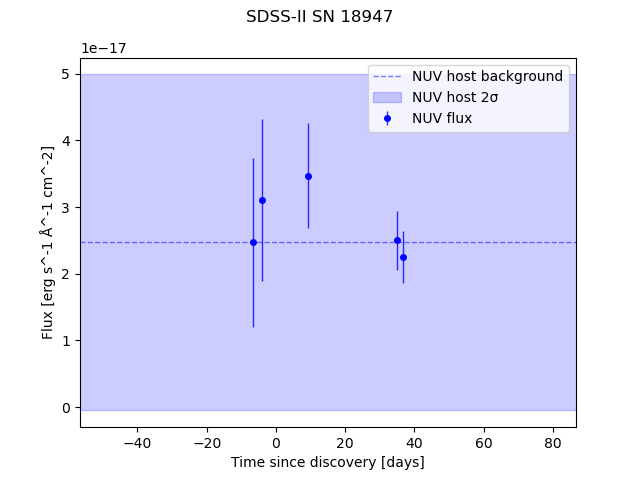 SDSS-II SN 18947
1e−17
NUV host background
NUV host 2σ
NUV flux
5
4
3
2
1
0
Flux [erg s^-1 Å^-1 cm^-2]
−40 −20 0 20 40 60 80
Time since discovery [days]